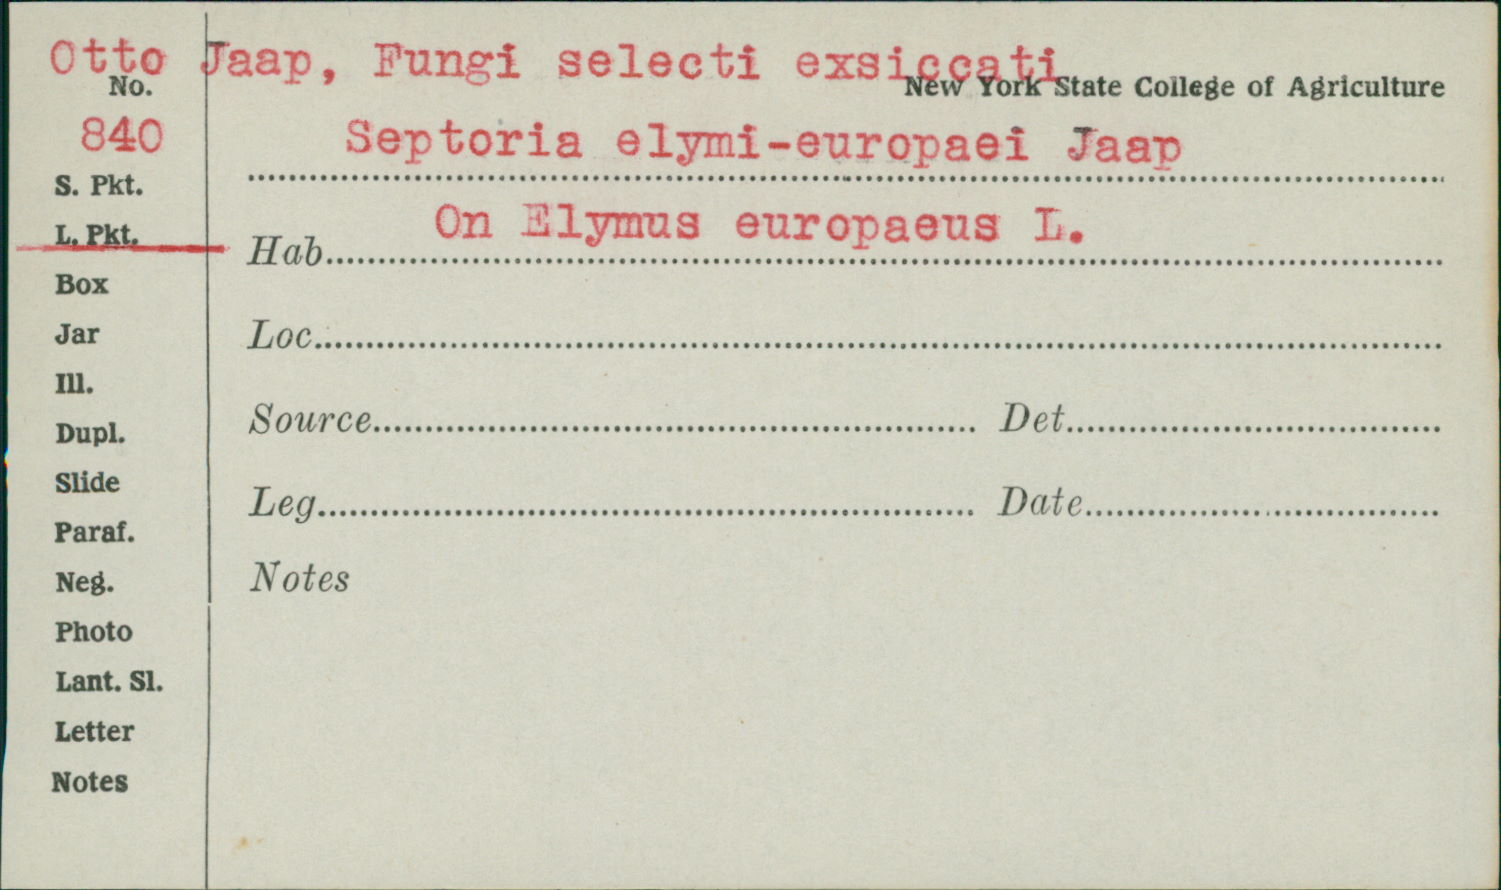 Otto Jaap, Fungi selecti exsiccati
No.
New York State College of Agriculture
840
Septoria elymi-europaei Jaap
S. Pkt.
L. Pkt.
On Elymus europaeus L.
Hab.
Box
Jar
Loc.
Ill.
Dupl.
Source
Det.
Slide
Leg.
Date
Paraf.
Neg.
Notes
Photo
Lant. Sl.
Letter
Notes